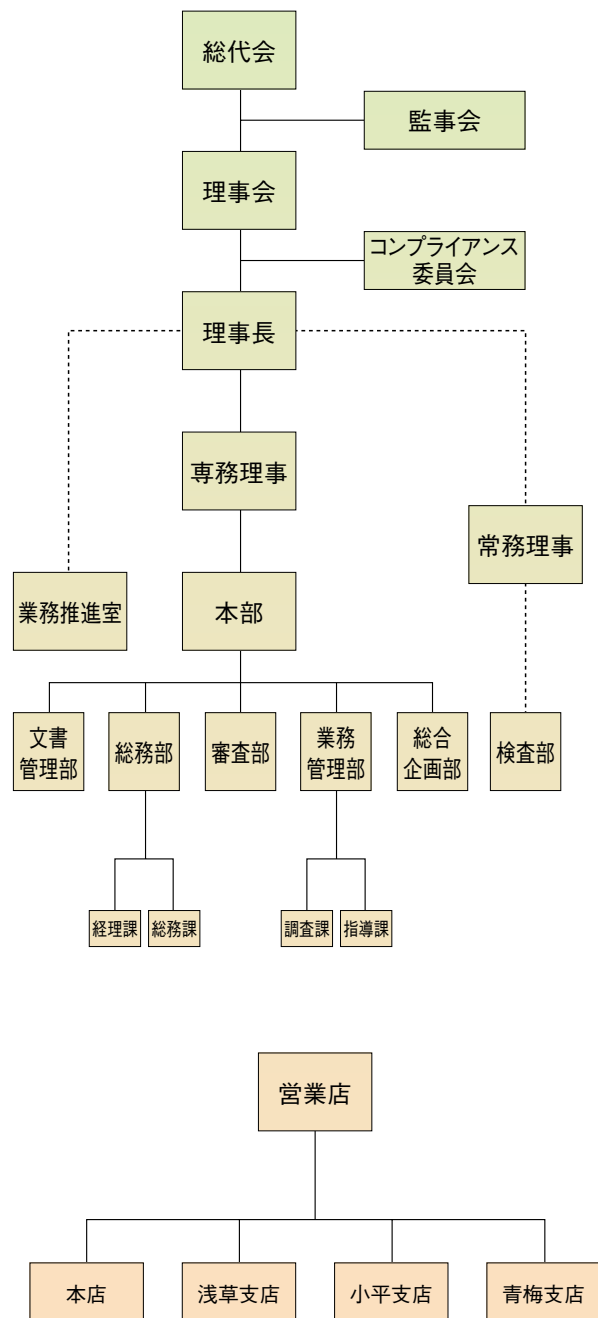 総代会
監事会
理事会
コンプライアンス
委員会
理事長
専務理事
常務理事
業務推進室
本部
文書
管理部
総務部
審査部
業務
管理部
総合
企画部
検査部
経理課
総務課
調査課
指導課
営業店
本店
浅草支店
小平支店
青梅支店